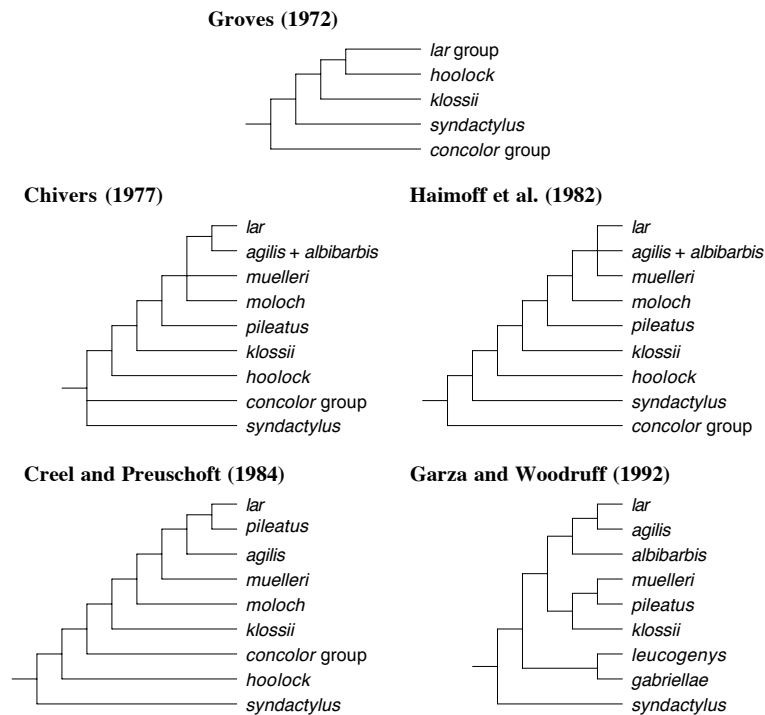 Groves (1972)
lar group
hoolock
klossii
syndactylus
concolor group
Chivers (1977)
lar
agilis + albibarbis
muelleri
moloch
pileatus
klossii
hoolock
concolor group
syndactylus
Haimoff et al. (1982)
lar
agilis + albibarbis
muelleri
moloch
pileatus
klossii
hoolock
syndactylus
concolor group
Creel and Preuschoft (1984)
lar
pileatus
agilis
muelleri
moloch
klossii
concolor group
hoolock
syndactylus
Garza and Woodruff (1992)
lar
agilis
albibarbis
muelleri
pileatus
klossii
leucogenys
gabriellae
syndactylus